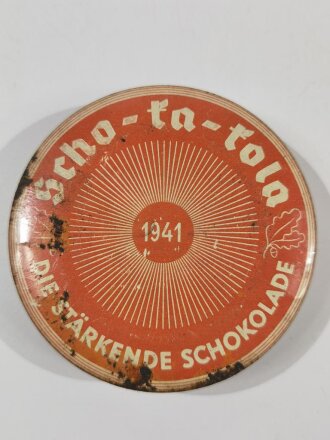 Scho-ka-kola
1941
DIE STÄRKENDE SCHOKOLADE